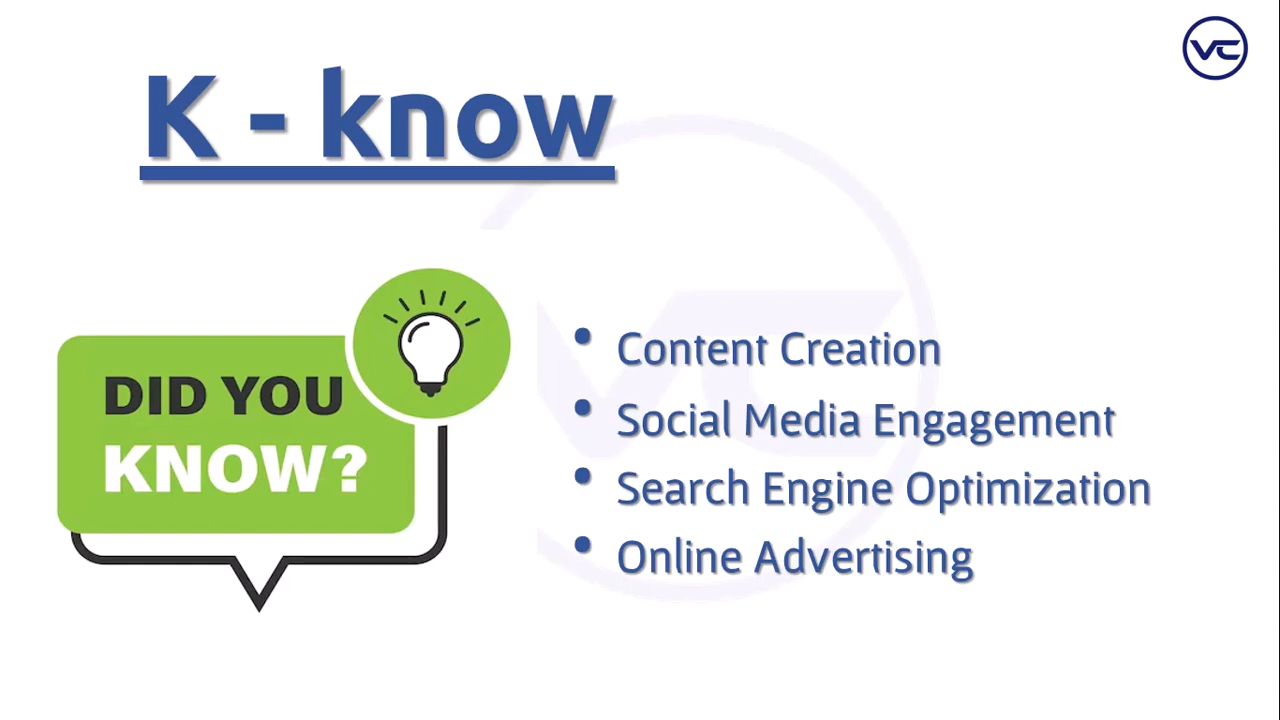 VC
K - know
DID YOU
KNOW?
• Content Creation
• Social Media Engagement
• Search Engine Optimization
• Online Advertising